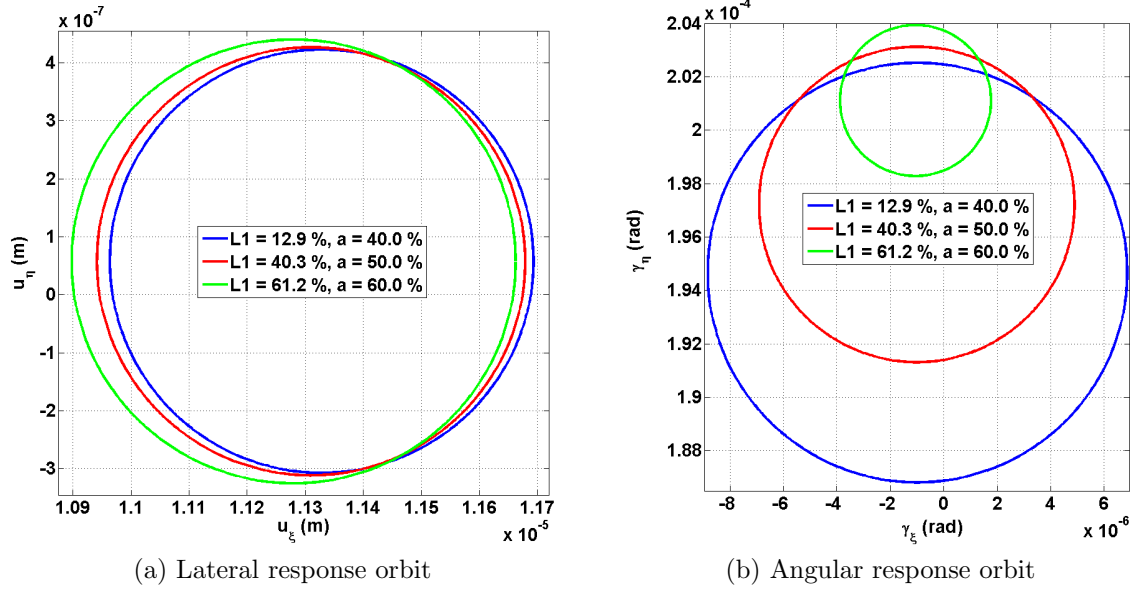 x 10^-7
4
3
2
1
0
-1
-2
-3
u_η (m)
L1 = 12.9 %, a = 40.0 %
L1 = 40.3 %, a = 50.0 %
L1 = 61.2 %, a = 60.0 %
1.09 1.1 1.11 1.12 1.13 1.14 1.15 1.16 1.17
u_ξ (m)
x 10^-5
(a) Lateral response orbit
x 10^-4
2.04
2.02
2
1.98
1.96
1.94
1.92
1.9
1.88
γ_η (rad)
L1 = 12.9 %, a = 40.0 %
L1 = 40.3 %, a = 50.0 %
L1 = 61.2 %, a = 60.0 %
-8 -6 -4 -2 0 2 4 6
γ_ξ (rad)
x 10^-6
(b) Angular response orbit